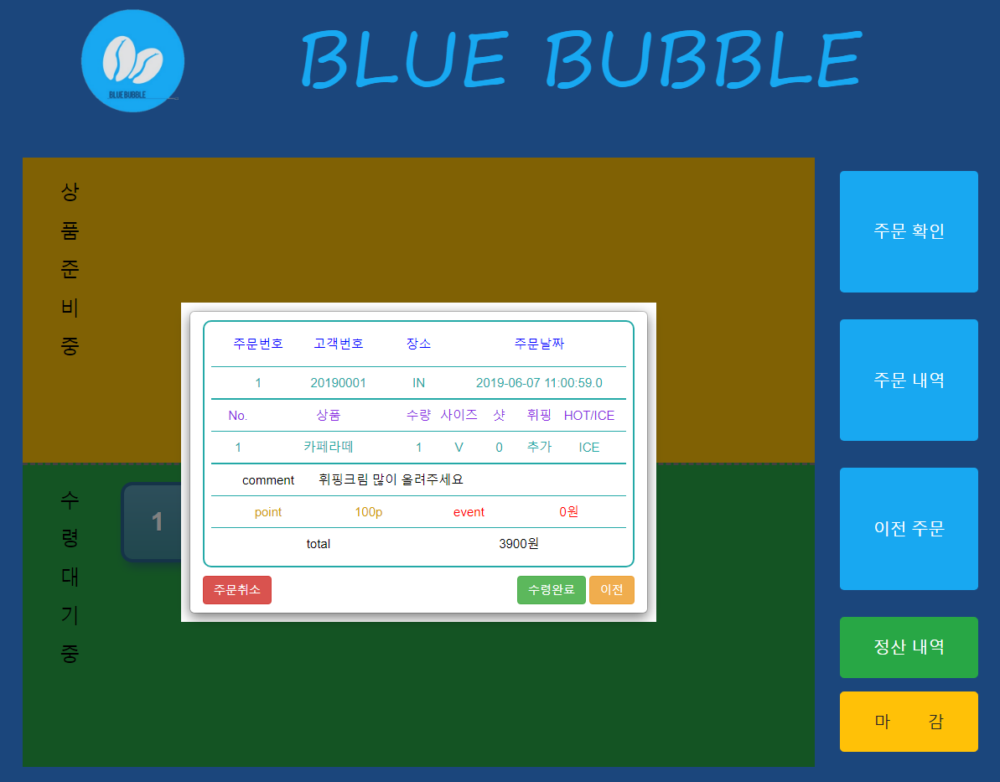 BLUE BUBBLE
BLUE BUBBLE
상
품
준
비
중
주문번호 고객번호 장소 주문날짜
1 20190001 IN 2019-06-07 11:00:59.0
No. 상품 수량 사이즈 샷 휘핑 HOT/ICE
1 카페라떼 1 V 0 추가 ICE
comment 휘핑크림 많이 올려주세요
point 100p event 0원
total 3900원
주문취소 수령완료 이전
수
령
대
기
중
1
주문 확인
주문 내역
이전 주문
정산 내역
마 감